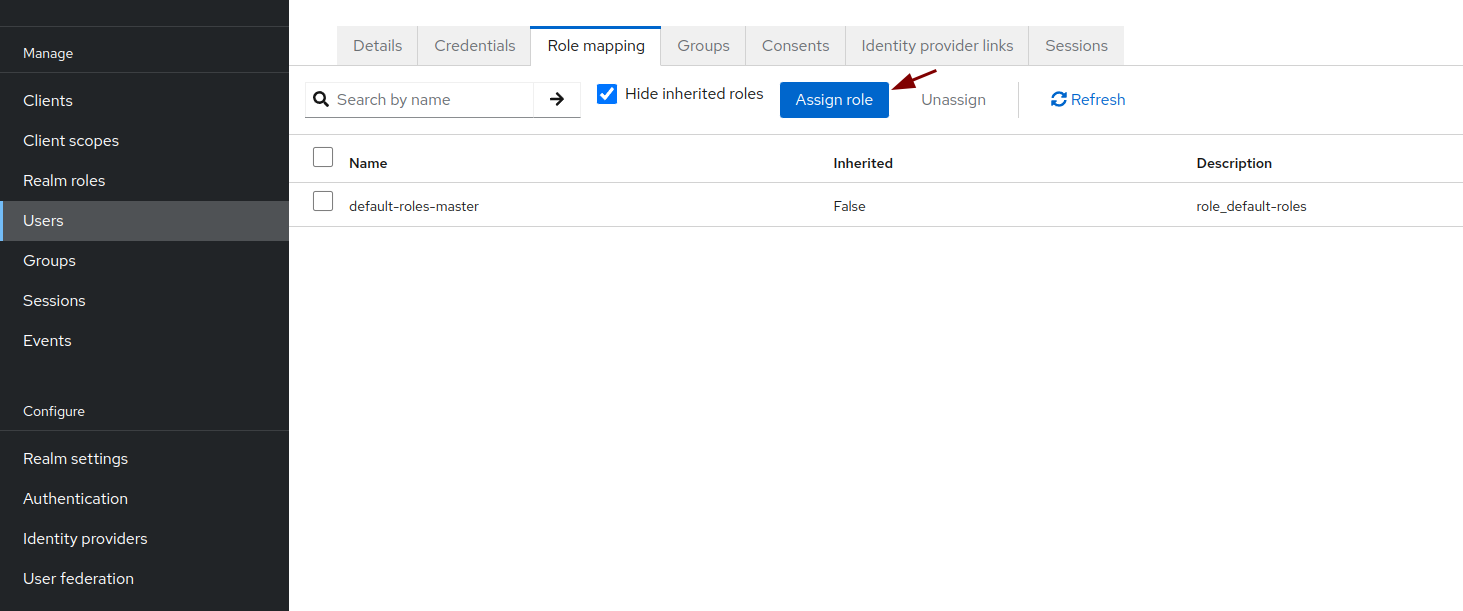 Manage
Clients
Client scopes
Realm roles
Users
Groups
Sessions
Events
Configure
Realm settings
Authentication
Identity providers
User federation
Details Credentials Role mapping Groups Consents Identity provider links Sessions
Search by name Hide inherited roles Assign role Unassign Refresh
Name Inherited Description
default-roles-master False role_default-roles